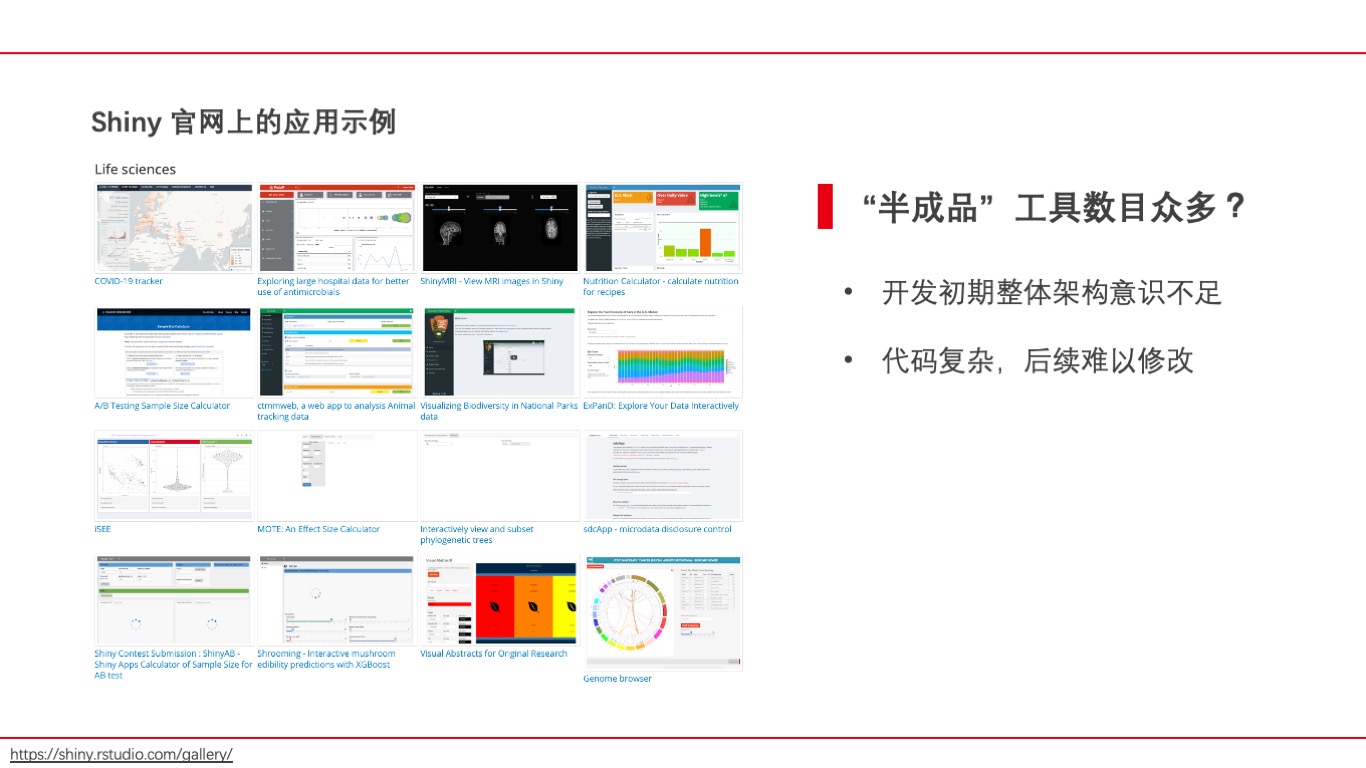 Shiny 官网上的应用示例
Life sciences
COVID-19 tracker
Exploring large hospital data for better
use of antimicrobials
ShinyMRI - View MRI images in Shiny
Nutrition Calculator - calculate nutrition
for recipes
A/B Testing Sample Size Calculator
ctmmweb, a web app to analysis Animal
tracking data
Visualizing Biodiversity in National Parks
data
ExPanD: Explore Your Data Interactively
iSEE
MOTE: An Effect Size Calculator
Interactively view and subset
phylogenetic trees
sdcApp - microdata disclosure control
Shiny Contest Submission : ShinyAB -
Shiny Apps Calculator of Sample Size for
AB test
Shrooming - Interactive mushroom
edibility predictions with XGBoost
Visual Abstracts for Original Research
Genome browser
“半成品”工具数目众多？
• 开发初期整体架构意识不足
• 代码复杂，后续难以修改
https://shiny.rstudio.com/gallery/